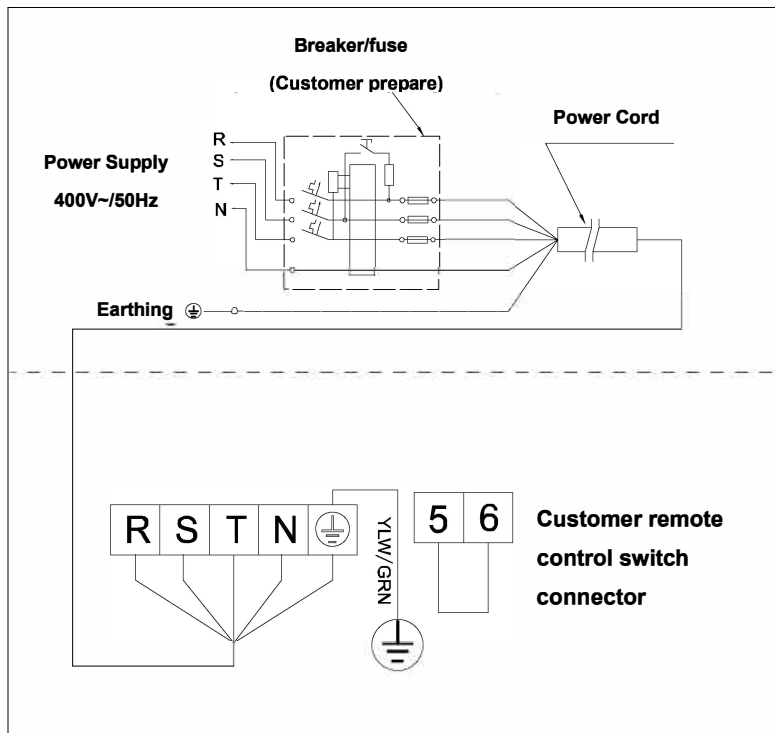 Breaker/fuse
(Customer prepare)
Power Cord
Power Supply
400V~/50Hz
R
S
T
N
Earthing
R S T N
YLW/GRN
5 6
Customer remote
control switch
connector